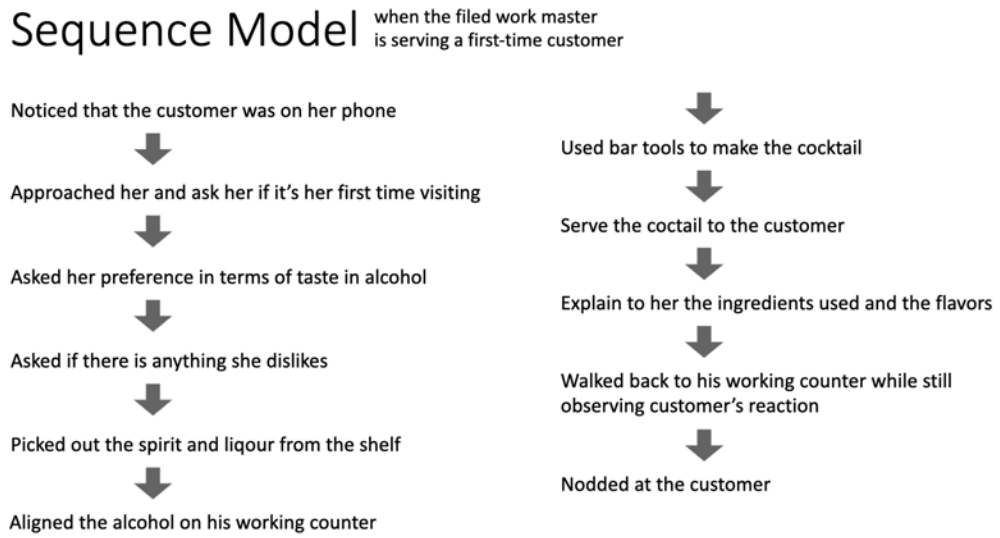 Sequence Model
when the filed work master
is serving a first-time customer
Noticed that the customer was on her phone
Approached her and ask her if it's her first time visiting
Asked her preference in terms of taste in alcohol
Asked if there is anything she dislikes
Picked out the spirit and liqour from the shelf
Aligned the alcohol on his working counter
Used bar tools to make the cocktail
Serve the coctail to the customer
Explain to her the ingredients used and the flavors
Walked back to his working counter while still
observing customer's reaction
Nodded at the customer